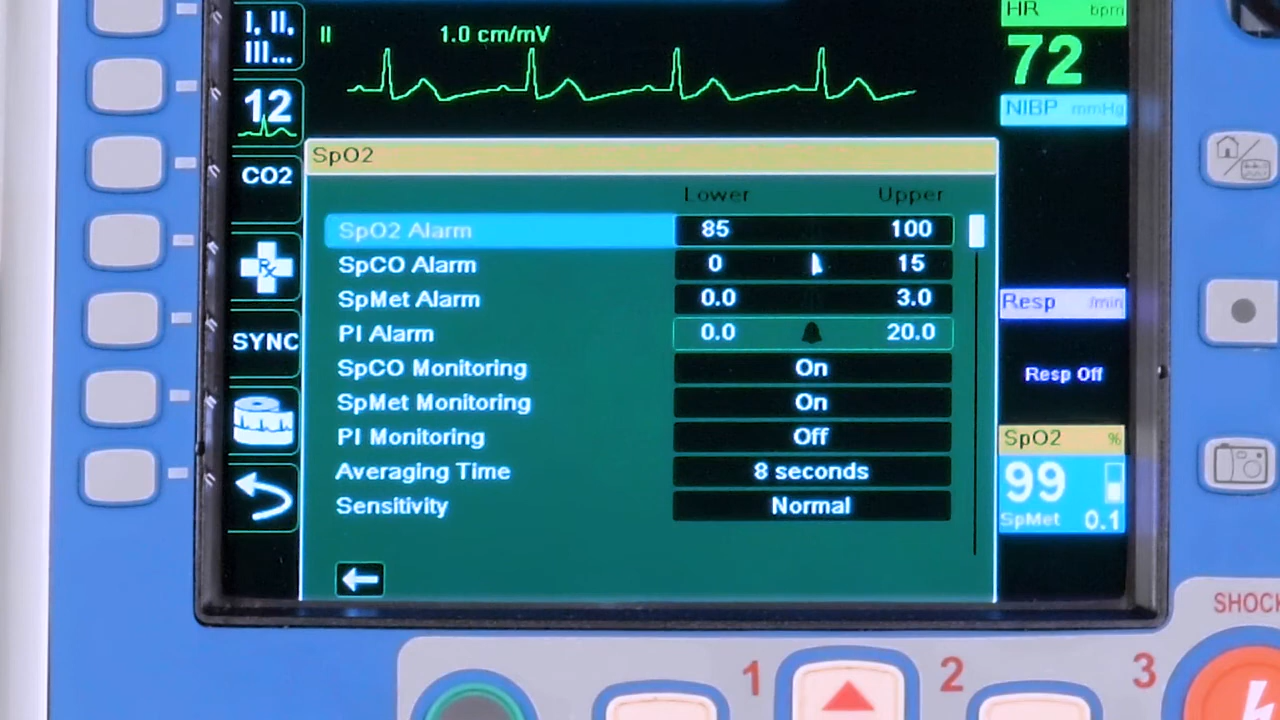 I, II,
III...
II 1.0 cm/mV
HR bpm
72
NIBP mmHg
12
CO2
Rx
SYNC
SpO2
Lower Upper
SpO2 Alarm 85 100
SpCO Alarm 0 15
SpMet Alarm 0.0 3.0
PI Alarm 0.0 20.0
SpCO Monitoring On
SpMet Monitoring On
PI Monitoring Off
Averaging Time 8 seconds
Sensitivity Normal
Resp /min
Resp Off
SpO2 %
99
SpMet 0.1
1 2 3
SHOCK